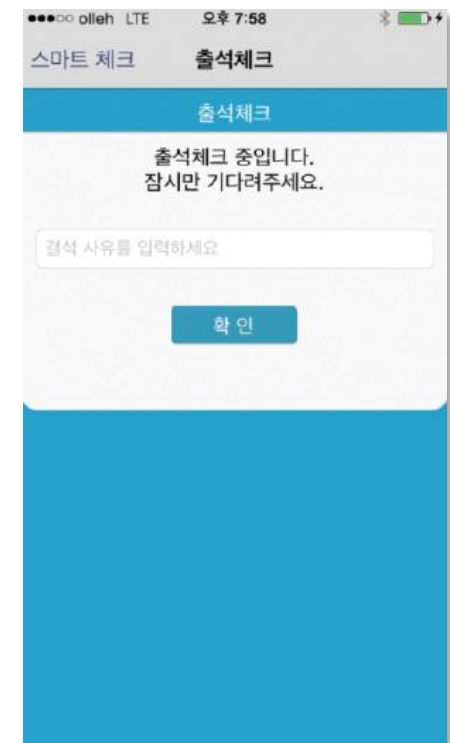 olleh LTE 오후 7:58
스마트 체크 출석체크
출석체크
출석체크 중입니다.
잠시만 기다려주세요.
결석 사유를 입력하세요
확 인